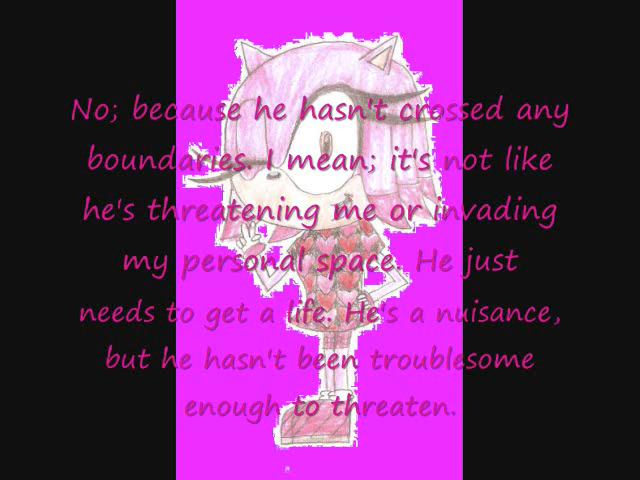 No; because he hasn't crossed any
boundaries. I mean; it's not like
he's threatening me or invading
my personal space. He just
needs to get a life. He's a nuisance,
but he hasn't been troublesome
enough to threaten.